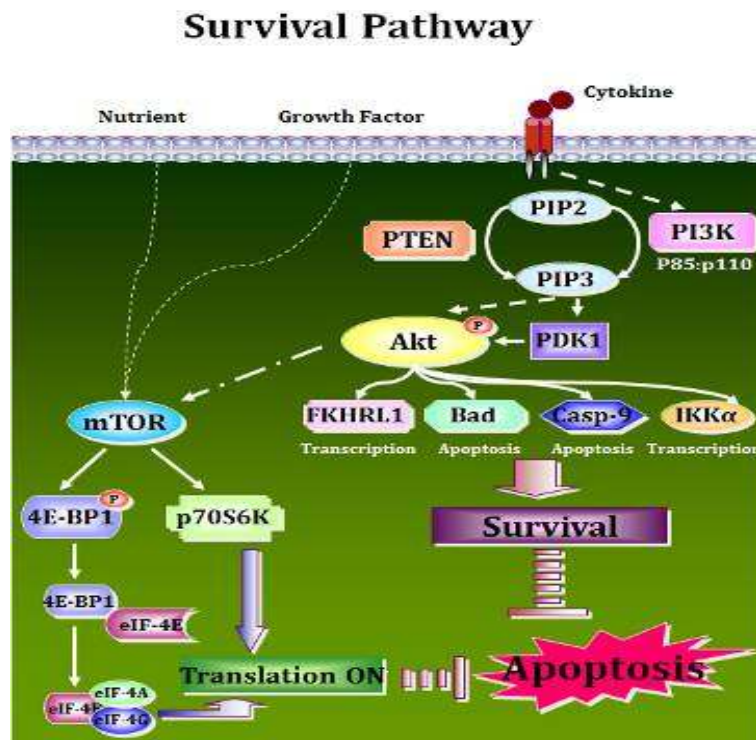 Survival Pathway
Cytokine
Nutrient
Growth Factor
PIP2
PTEN
PI3K
P85:p110
PIP3
P
Akt
PDK1
mTOR
FKHRL1
Bad
Casp-9
IKKα
Transcription
Apoptosis
Apoptosis
Transcription
P
4E-BP1
p70S6K
Survival
4E-BP1
eIF-4E
Translation ON
Apoptosis
eIF-4A
eIF-4G